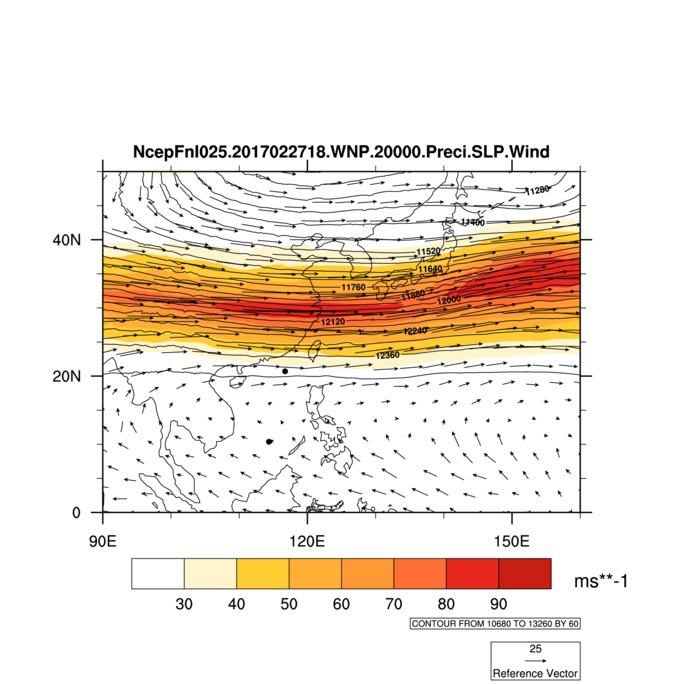 NcepFnl025.2017022718.WNP.20000.Preci.SLP.Wind
11280
11400
40N
11520
11640
11760
11880
12000
12120
12240
12360
20N
0
90E 120E 150E
ms**-1
30 40 50 60 70 80 90
CONTOUR FROM 10680 TO 13260 BY 60
25
Reference Vector